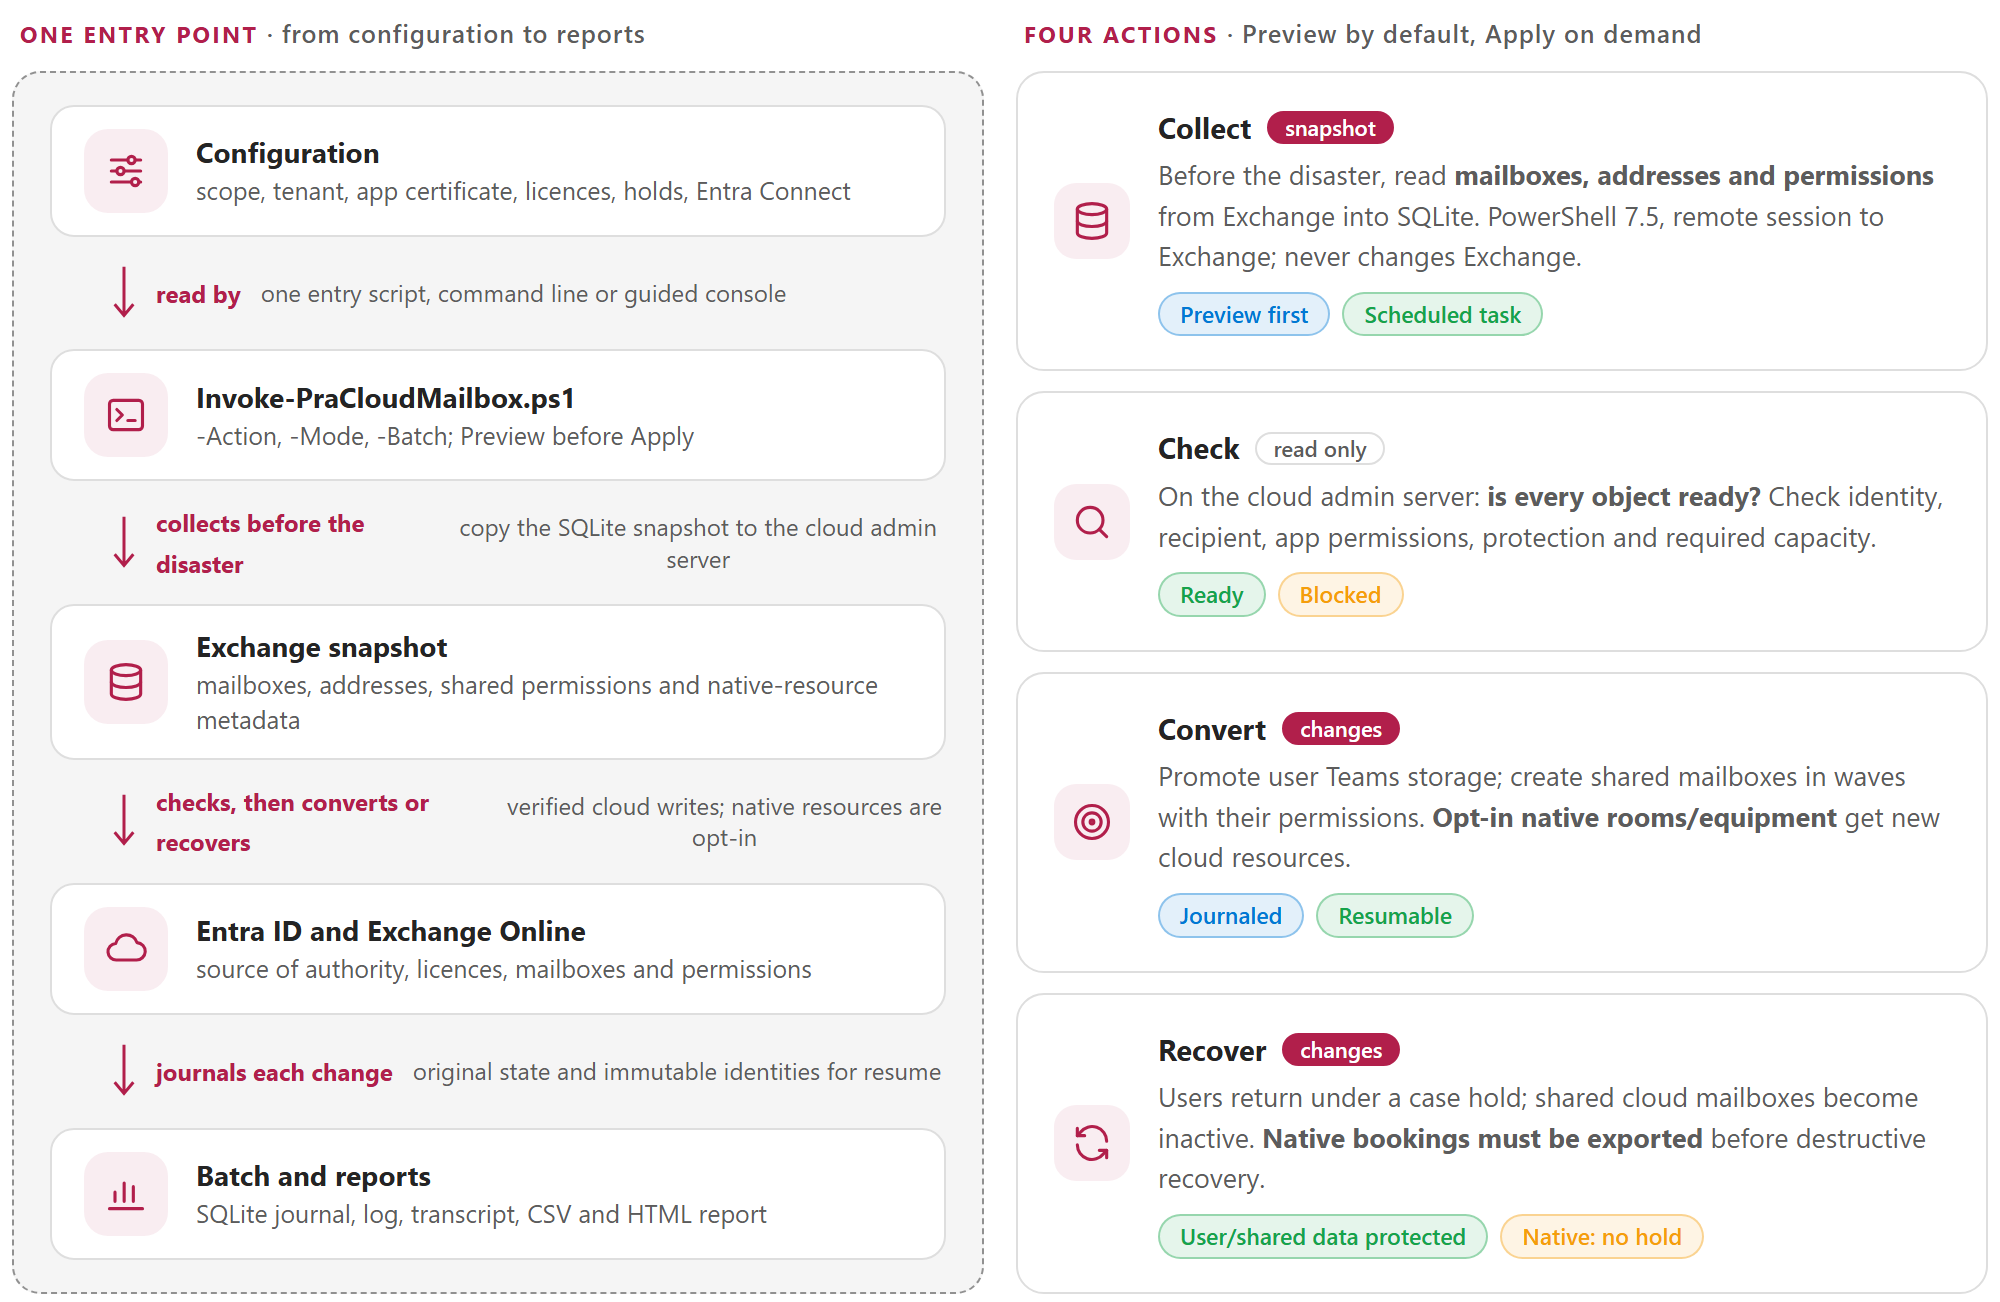 ONE ENTRY POINT · from configuration to reports
Configuration
scope, tenant, app certificate, licences, holds, Entra Connect
read by one entry script, command line or guided console
Invoke-PraCloudMailbox.ps1
-Action, -Mode, -Batch; Preview before Apply
collects before the
disaster
copy the SQLite snapshot to the cloud admin
server
Exchange snapshot
mailboxes, addresses, shared permissions and native-resource
metadata
checks, then converts or
recovers
verified cloud writes; native resources are
opt-in
Entra ID and Exchange Online
source of authority, licences, mailboxes and permissions
journals each change original state and immutable identities for resume
Batch and reports
SQLite journal, log, transcript, CSV and HTML report
FOUR ACTIONS · Preview by default, Apply on demand
Collect snapshot
Before the disaster, read mailboxes, addresses and permissions
from Exchange into SQLite. PowerShell 7.5, remote session to
Exchange; never changes Exchange.
Preview first Scheduled task
Check read only
On the cloud admin server: is every object ready? Check identity,
recipient, app permissions, protection and required capacity.
Ready Blocked
Convert changes
Promote user Teams storage; create shared mailboxes in waves
with their permissions. Opt-in native rooms/equipment get new
cloud resources.
Journaled Resumable
Recover changes
Users return under a case hold; shared cloud mailboxes become
inactive. Native bookings must be exported before destructive
recovery.
User/shared data protected Native: no hold